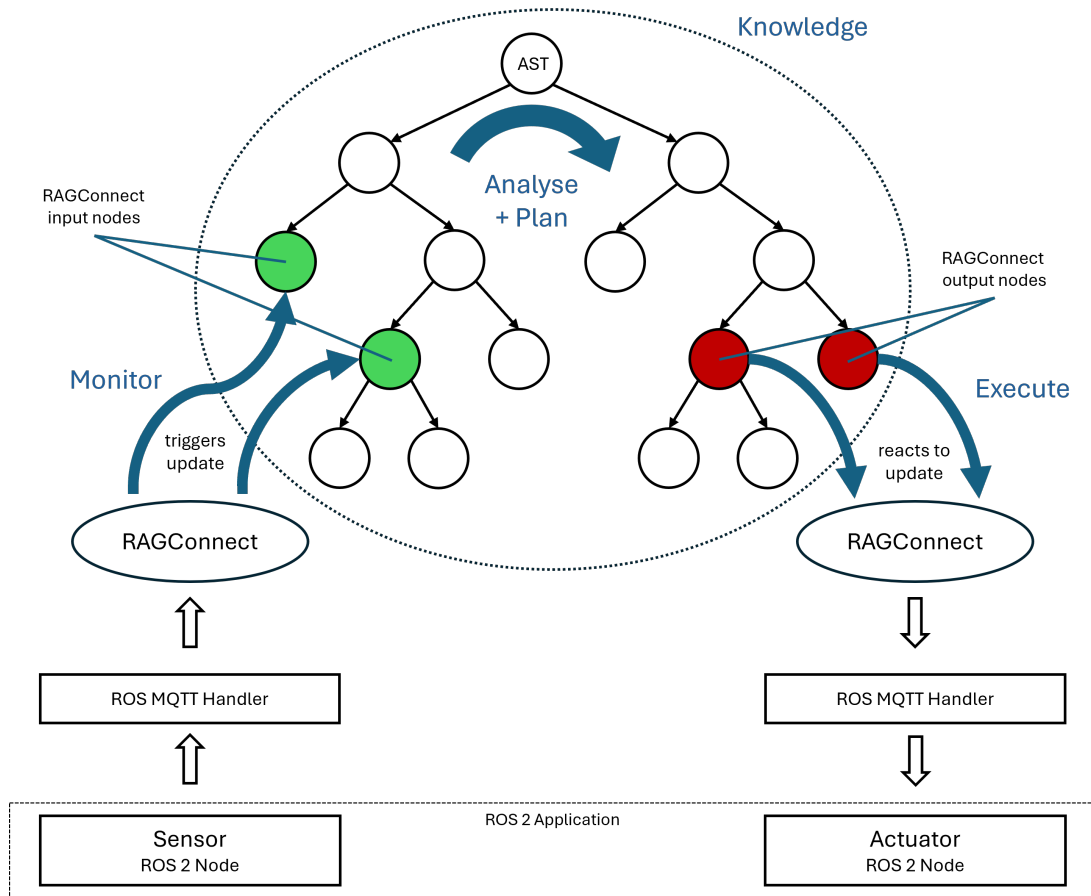 Knowledge
AST
Analyse
+ Plan
RAGConnect
input nodes
RAGConnect
output nodes
Monitor
Execute
triggers
update
reacts to
update
RAGConnect
RAGConnect
ROS MQTT Handler
ROS MQTT Handler
ROS 2 Application
Sensor
ROS 2 Node
Actuator
ROS 2 Node